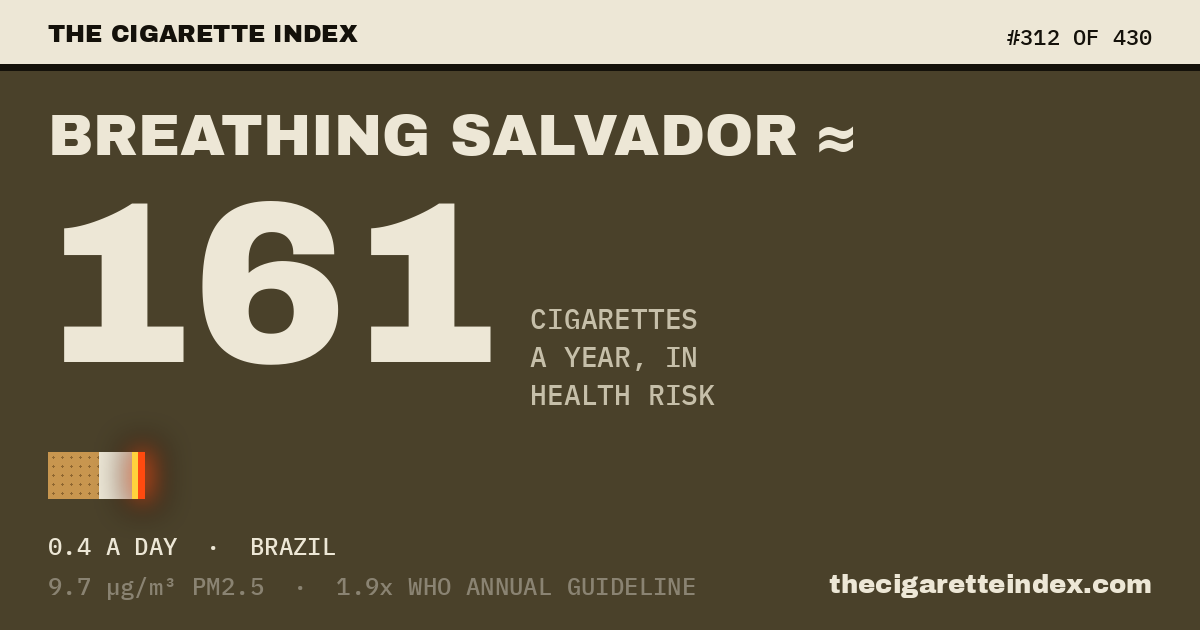 THE CIGARETTE INDEX
#312 OF 430
BREATHING SALVADOR ≈
161
CIGARETTES
A YEAR, IN
HEALTH RISK
0.4 A DAY · BRAZIL
9.7 µg/m³ PM2.5 · 1.9x WHO ANNUAL GUIDELINE
thecigaretteindex.com